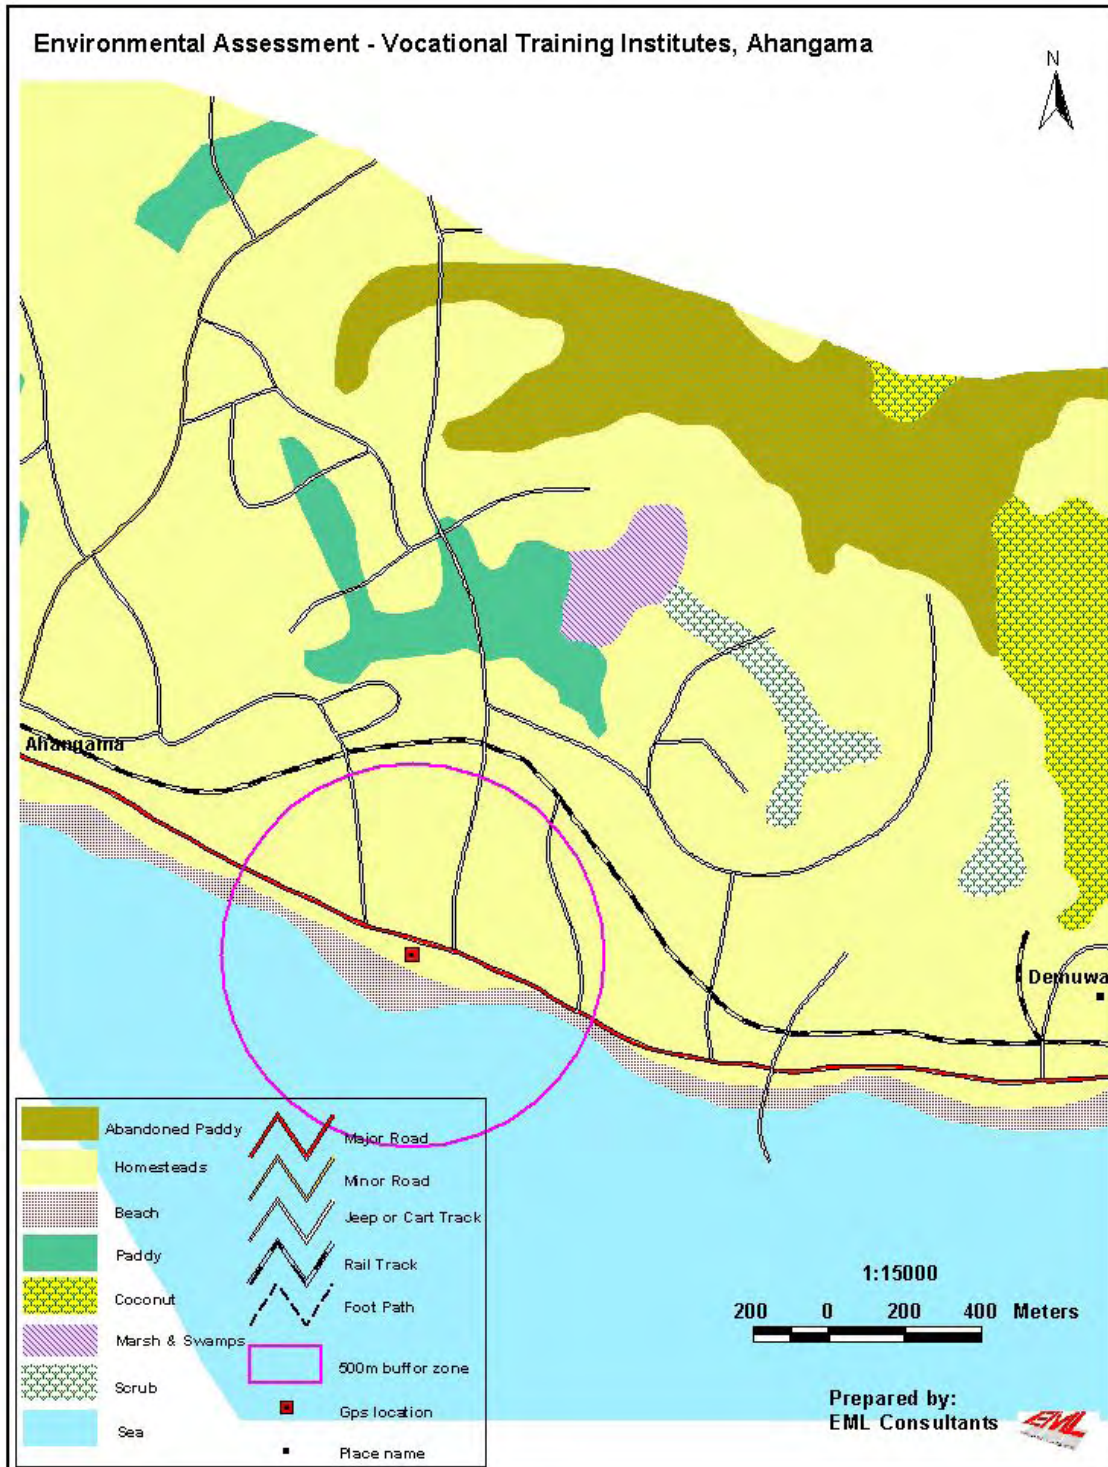 Environmental Assessment - Vocational Training Institutes, Ahangama
N
Ahangama
Demuwa
Abandoned Paddy
Homesteads
Beach
Paddy
Coconut
Marsh & Swamps
Scrub
Sea
Major Road
Minor Road
Jeep or Cart Track
Rail Track
Foot Path
500m buffor zone
Gps location
Place name
1:15000
200 0 200 400 Meters
Prepared by:
EML Consultants
EML